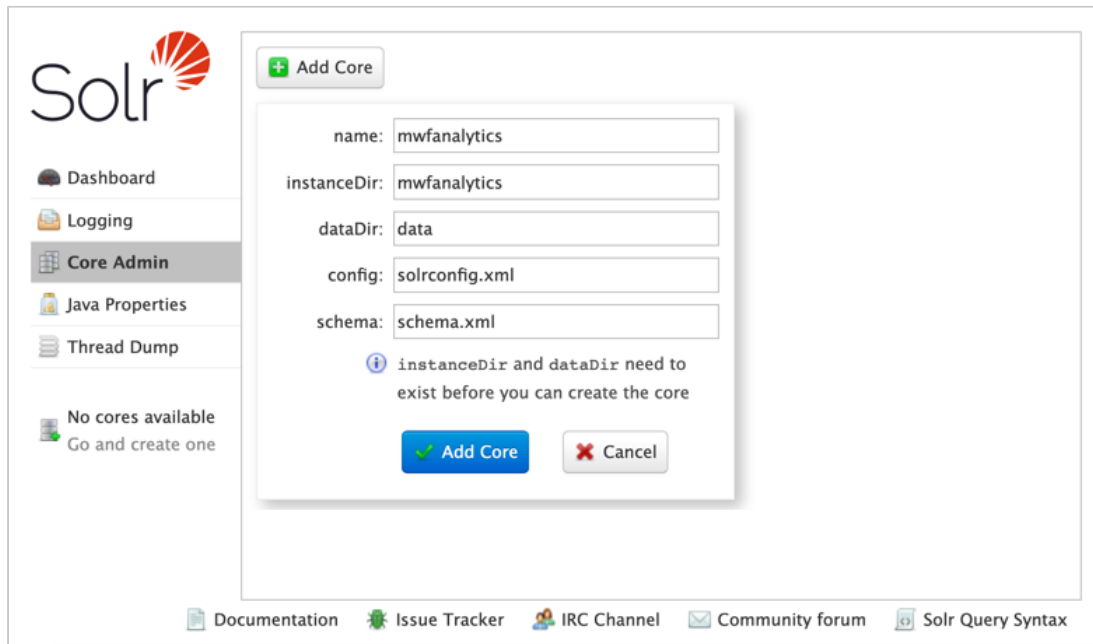 Solr
Dashboard
Logging
Core Admin
Java Properties
Thread Dump
No cores available
Go and create one
Add Core
name: mwfanalytics
instanceDir: mwfanalytics
dataDir: data
config: solrconfig.xml
schema: schema.xml
instanceDir and dataDir need to
exist before you can create the core
Add Core Cancel
Documentation Issue Tracker IRC Channel Community forum Solr Query Syntax